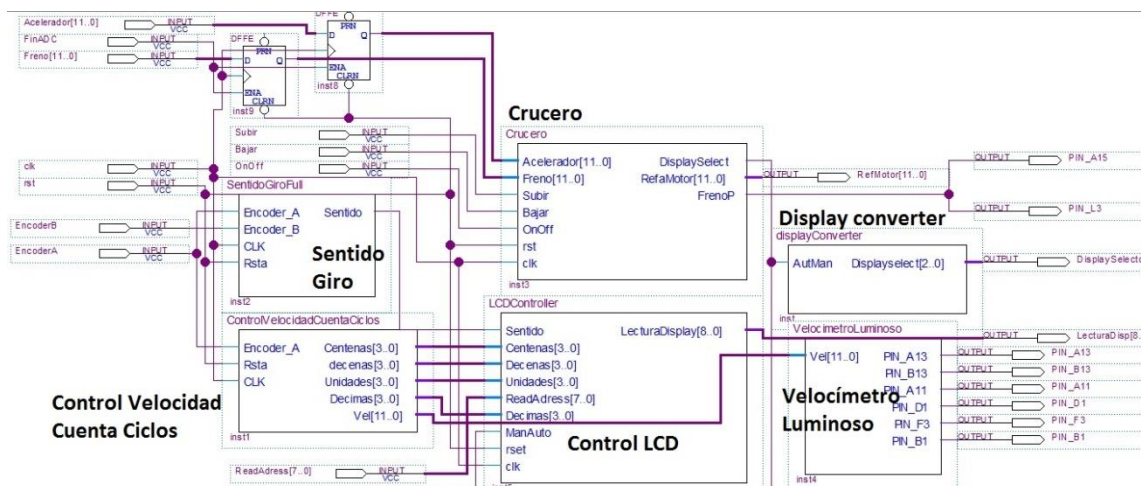 Acelerador[11..0] INPUT VCC
FinADC INPUT VCC
Freno[11..0] INPUT VCC
DFFE
PRN
D Q
ENA
CLRN
inst9
DFFE
PRN
D Q
ENA
CLRN
inst8
Subir INPUT VCC
Bajar INPUT VCC
OnOff INPUT VCC
clk INPUT VCC
rst INPUT VCC
EncoderB INPUT VCC
EncoderA INPUT VCC
SentidoGiroFull
Encoder_A Sentido
Encoder_B
CLK
Rsta
inst2
Sentido
Giro
Crucero
Crucero
Acelerador[11..0] DisplaySelect
Freno[11..0] RefaMotor[11..0]
Subir FrenoP
Bajar
OnOff
rst
clk
inst3
OUTPUT RefMotor[11..0]
OUTPUT PIN_A15
OUTPUT PIN_L3
Display converter
displayConverter
AutMan Displayselect[2..0]
inst
OUTPUT DisplaySelect
ControlVelocidadCuentaCiclos
Encoder_A Centenas[3..0]
Rsta decenas[3..0]
CLK Unidades[3..0]
Decimas[3..0]
Vel[11..0]
inst1
Control Velocidad
Cuenta Ciclos
ReadAdress[7..0] INPUT VCC
LCDController
Sentido LecturaDisplay[8..0]
Centenas[3..0]
Decenas[3..0]
Unidades[3..0]
ReadAdress[7..0]
Decimas[3..0]
ManAuto
rset
clk
Control LCD
OUTPUT LecturaDisp[8..
VelocimetroLuminoso
Vel[11..0] PIN_A13
PIN_B13
PIN_A11
PIN_D1
PIN_F3
PIN_B1
inst4
Velocímetro
Luminoso
OUTPUT PIN_A13
OUTPUT PIN_B13
OUTPUT PIN_A11
OUTPUT PIN_D1
OUTPUT PIN_F3
OUTPUT PIN_B1